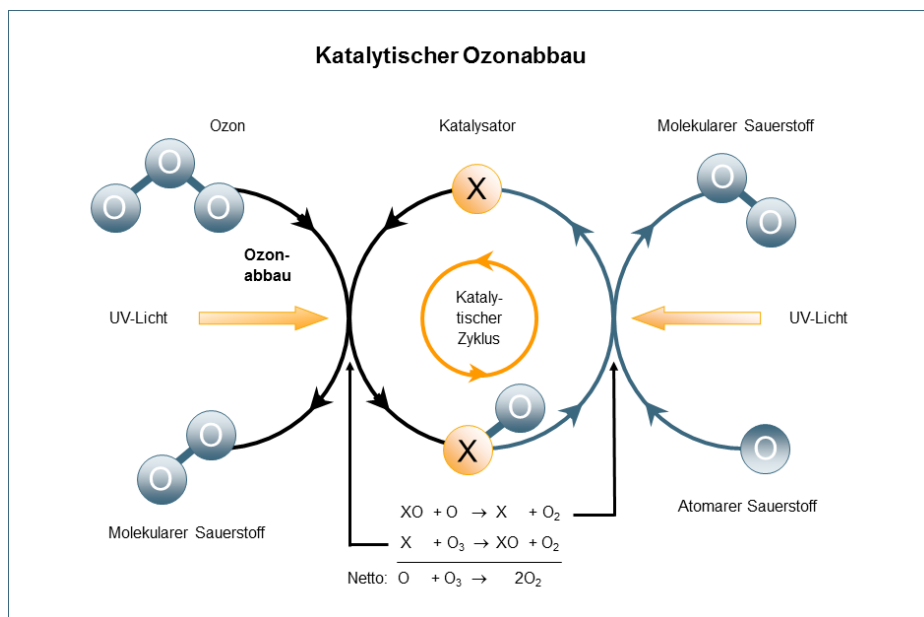 Katalytischer Ozonabbau
Ozon
Katalysator
Molekularer Sauerstoff
O
O
O
X
O
O
Ozon-
abbau
UV-Licht
Kataly-
tischer
Zyklus
UV-Licht
O
O
X
O
O
Molekularer Sauerstoff
Atomarer Sauerstoff
XO + O → X + O₂
X + O₃ → XO + O₂
Netto: O + O₃ → 2O₂